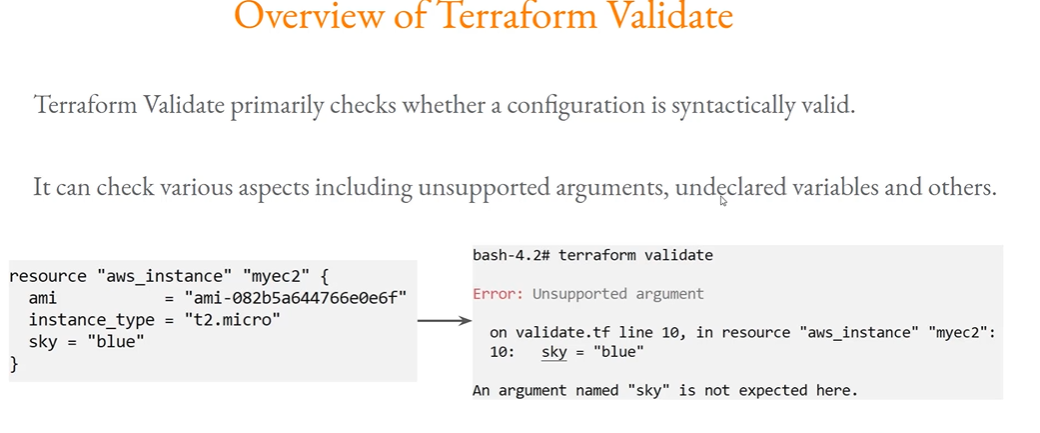 Overview of Terraform Validate
Terraform Validate primarily checks whether a configuration is syntactically valid.
It can check various aspects including unsupported arguments, undeclared variables and others.
resource "aws_instance" "myec2" {
  ami           = "ami-082b5a644766e0e6f"
  instance_type = "t2.micro"
  sky = "blue"
}
bash-4.2# terraform validate
Error: Unsupported argument
  on validate.tf line 10, in resource "aws_instance" "myec2":
  10:   sky = "blue"
An argument named "sky" is not expected here.